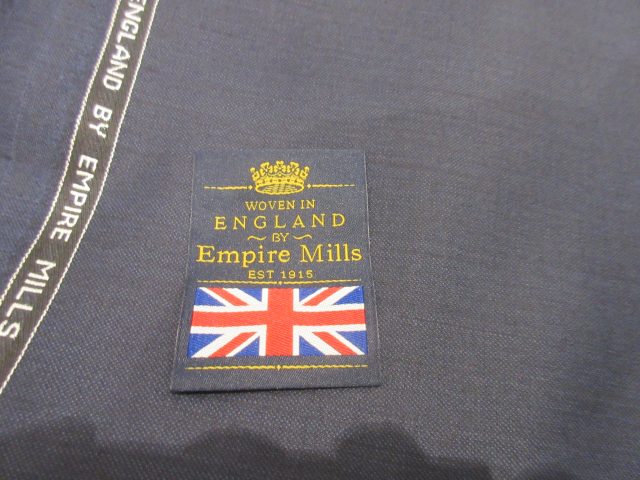 ENGLAND BY EMPIRE MILLS
WOVEN IN
ENGLAND
BY
Empire Mills
EST 1915